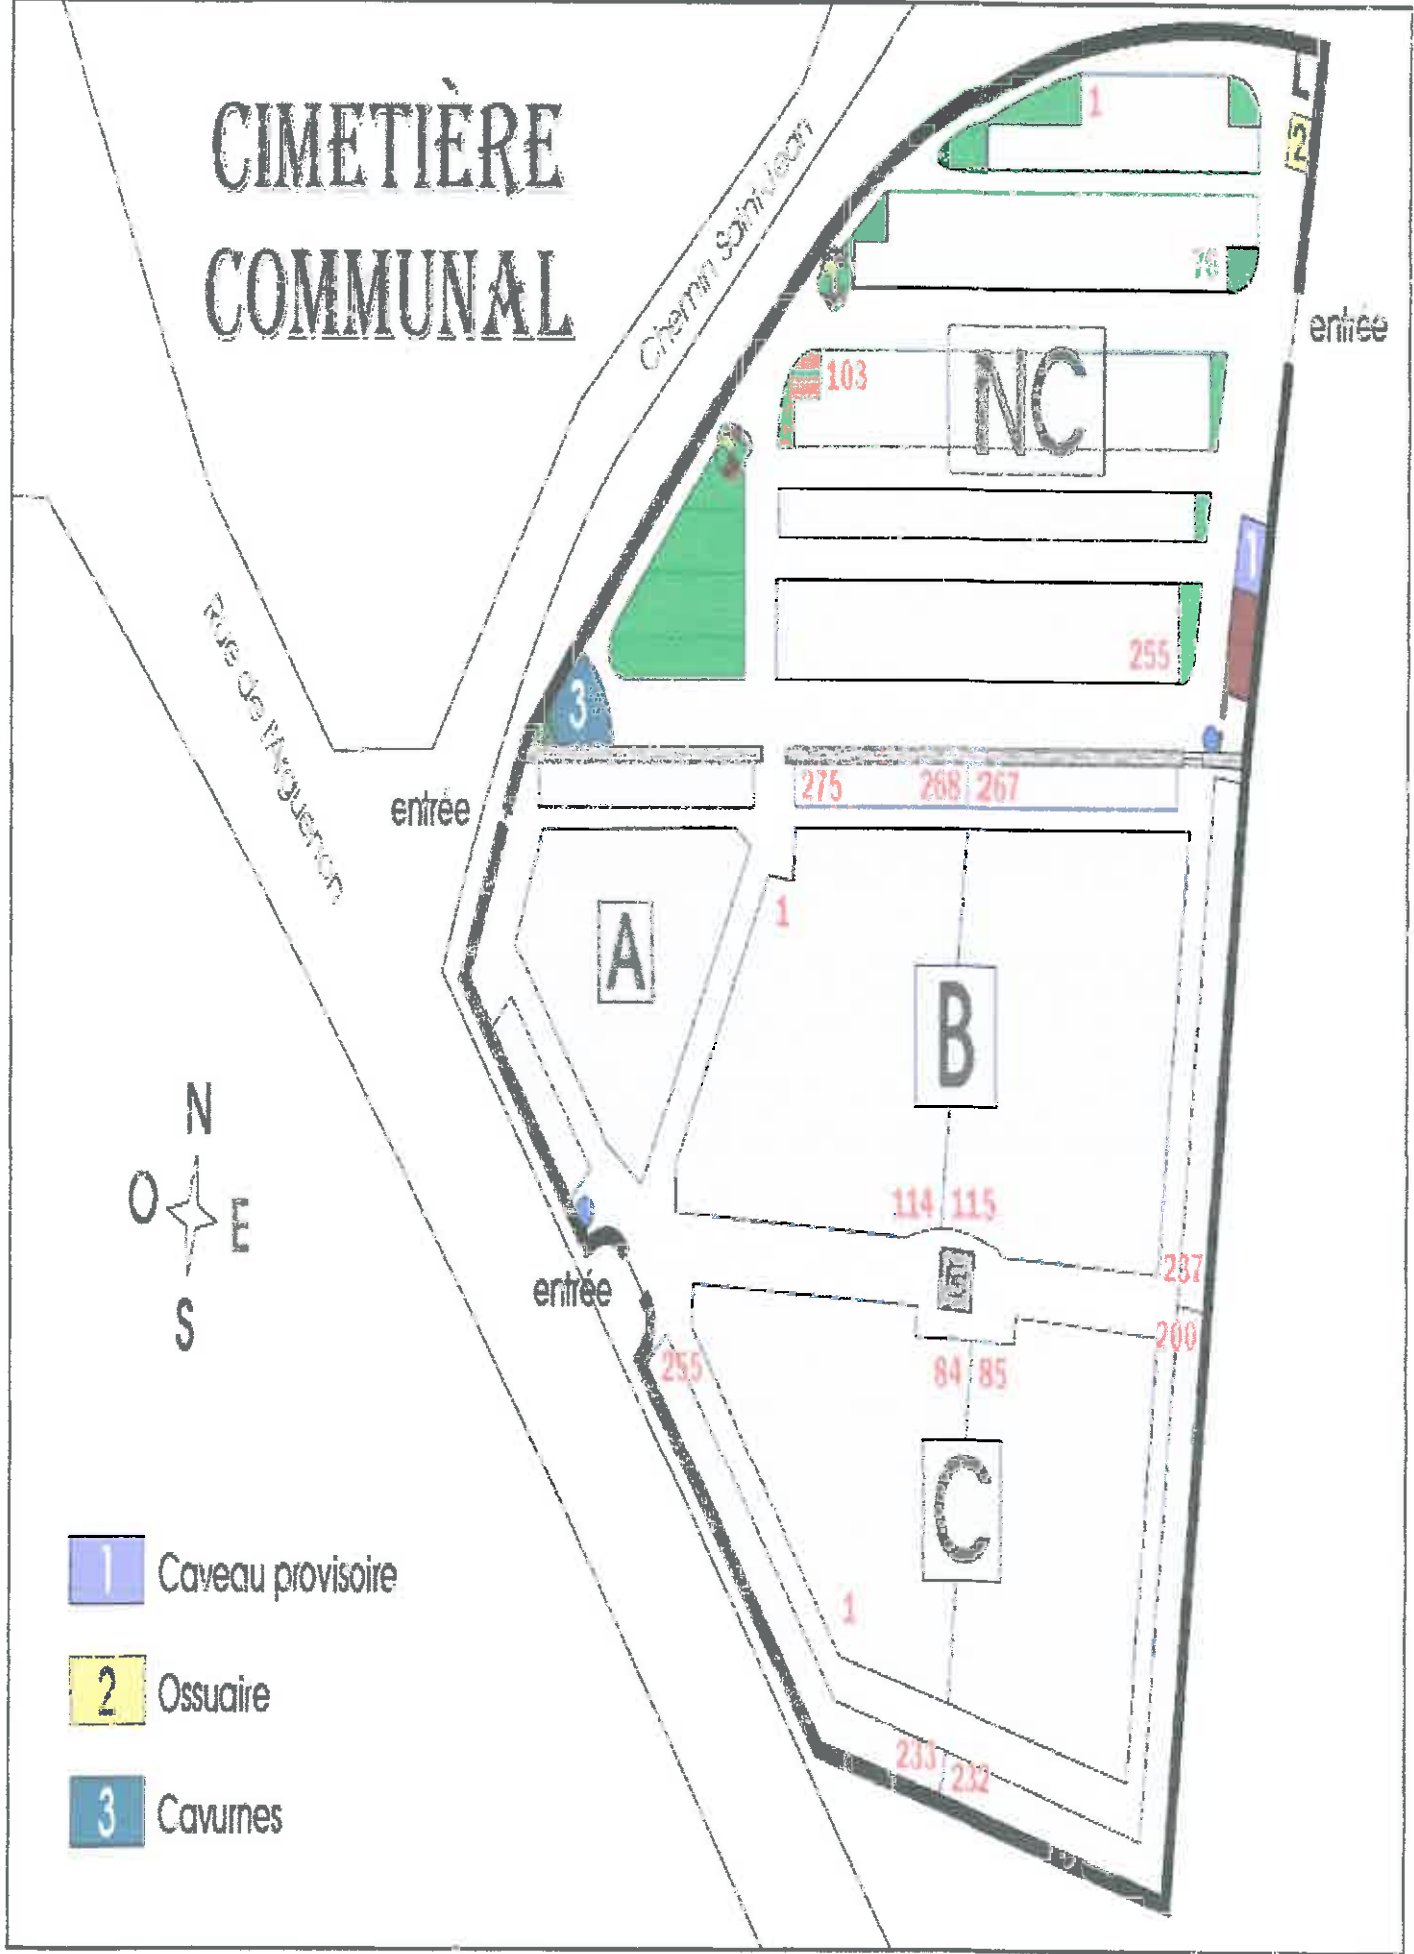 CIMETIÈRE
COMMUNAL
Chemin Saint-Jean
1
2
76
entrée
103
NC
1
255
3
Rue de l'Aiguenon
275
268
267
entrée
A
1
B
N
O
E
S
114
115
237
entrée
200
255
84
85
C
1
1
Caveau provisoire
2
Ossuaire
3
Cavurnes
233
232